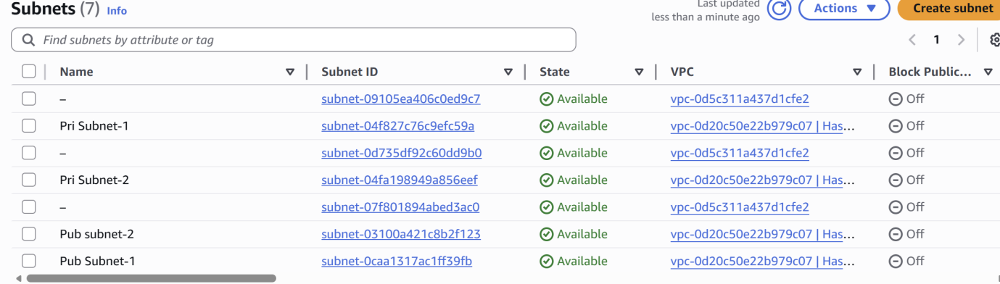 Subnets (7) Info
Last updated
less than a minute ago
Actions
Create subnet
Find subnets by attribute or tag
1
Name Subnet ID State VPC Block Public...
– subnet-09105ea406c0ed9c7 Available vpc-0d5c311a437d1cfe2 Off
Pri Subnet-1 subnet-04f827c76c9efc59a Available vpc-0d20c50e22b979c07 | Has... Off
– subnet-0d735df92c60dd9b0 Available vpc-0d5c311a437d1cfe2 Off
Pri Subnet-2 subnet-04fa198949a856eef Available vpc-0d20c50e22b979c07 | Has... Off
– subnet-07f801894abed3ac0 Available vpc-0d5c311a437d1cfe2 Off
Pub subnet-2 subnet-03100a421c8b2f123 Available vpc-0d20c50e22b979c07 | Has... Off
Pub Subnet-1 subnet-0caa1317ac1ff39fb Available vpc-0d20c50e22b979c07 | Has... Off